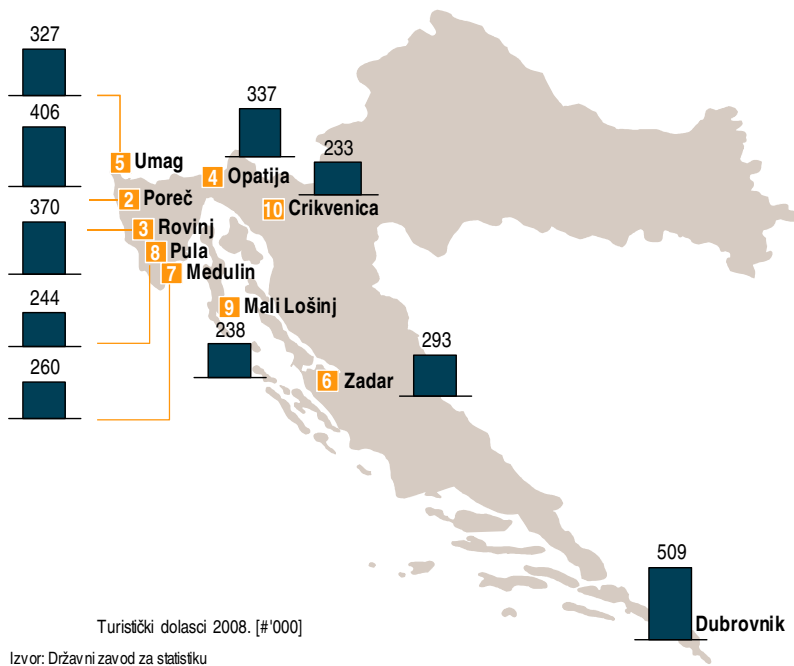 327
406
370
244
260
337
233
5 Umag
4 Opatija
2 Poreč
10 Crikvenica
3 Rovinj
8 Pula
7 Medulin
9 Mali Lošinj
238
293
6 Zadar
509
Dubrovnik
Turistički dolasci 2008. [#'000]
Izvor: Državni zavod za statistiku